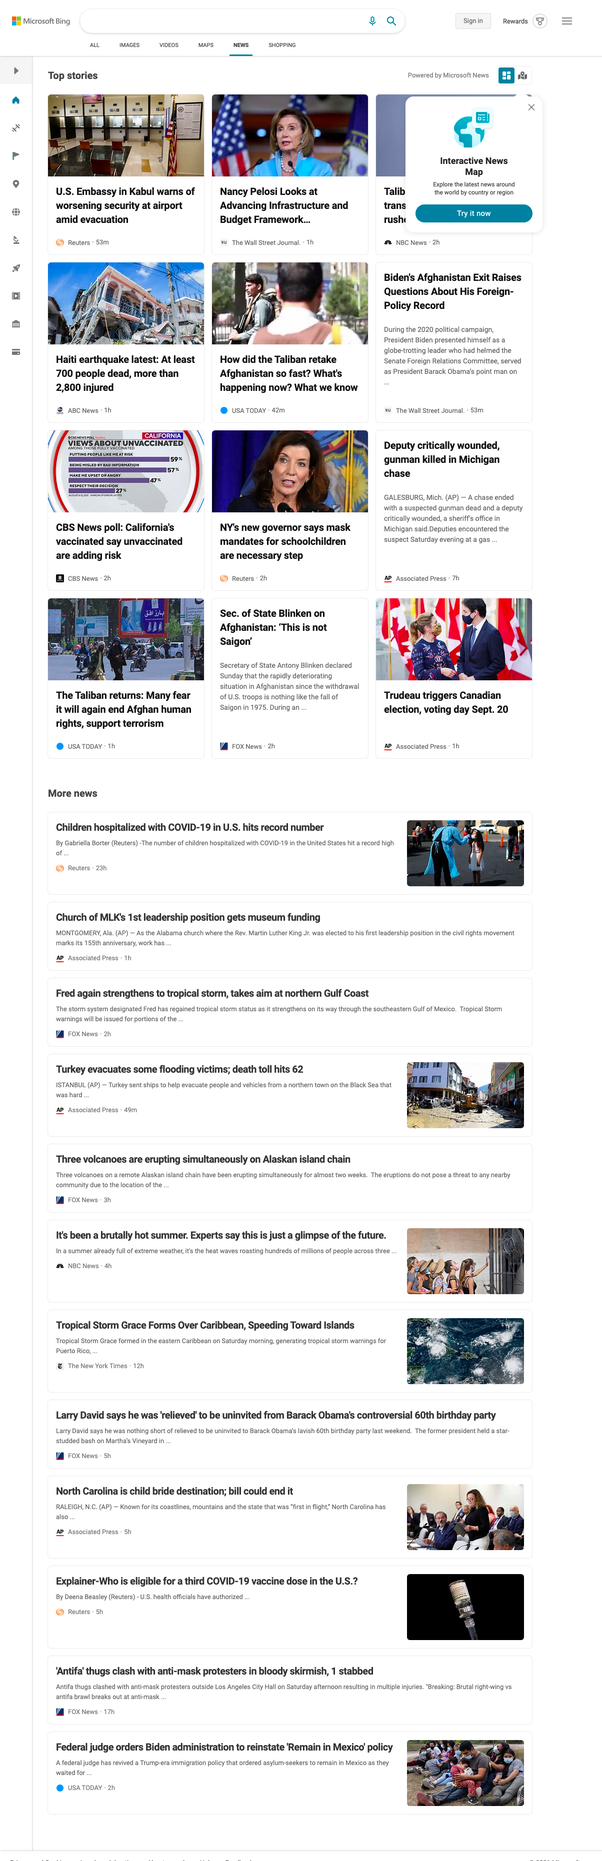 Microsoft Bing
Sign in
Rewards
ALL IMAGES VIDEOS MAPS NEWS SHOPPING
Top stories
Powered by Microsoft News
Interactive News
Map
Explore the latest news around
the world by country or region
Try it now
U.S. Embassy in Kabul warns of
worsening security at airport
amid evacuation
Reuters · 53m
Nancy Pelosi Looks at
Advancing Infrastructure and
Budget Framework...
The Wall Street Journal. · 1h
Talib
trans
rush
NBC News · 2h
Haiti earthquake latest: At least
700 people dead, more than
2,800 injured
ABC News · 1h
How did the Taliban retake
Afghanistan so fast? What's
happening now? What we know
USA TODAY · 42m
Biden's Afghanistan Exit Raises
Questions About His Foreign-
Policy Record
During the 2020 political campaign,
President Biden presented himself as a
globe-trotting leader who had helmed the
Senate Foreign Relations Committee, served
as President Barack Obama's point man on
...
The Wall Street Journal. · 53m
CALIFORNIA
VIEWS ABOUT UNVACCINATED
AMONG THOSE FULLY VACCINATED
PUTTING PEOPLE LIKE ME AT RISK
59%
BEING MISLED BY BAD INFORMATION
57%
MAKE ME UPSET OR ANGRY
47%
RESPECT THEIR DECISION
27%
CBS News poll: California's
vaccinated say unvaccinated
are adding risk
CBS News · 2h
NY's new governor says mask
mandates for schoolchildren
are necessary step
Reuters · 2h
Deputy critically wounded,
gunman killed in Michigan
chase
GALESBURG, Mich. (AP) — A chase ended
with a suspected gunman dead and a deputy
critically wounded, a sheriff's office in
Michigan said.Deputies encountered the
suspect Saturday evening at a gas ...
AP Associated Press · 7h
The Taliban returns: Many fear
it will again end Afghan human
rights, support terrorism
USA TODAY · 1h
Sec. of State Blinken on
Afghanistan: 'This is not
Saigon'
Secretary of State Antony Blinken declared
Sunday that the rapidly deteriorating
situation in Afghanistan since the withdrawal
of U.S. troops is nothing like the fall of
Saigon in 1975. During an ...
FOX News · 2h
Trudeau triggers Canadian
election, voting day Sept. 20
AP Associated Press · 1h
More news
Children hospitalized with COVID-19 in U.S. hits record number
By Gabriella Borter (Reuters) -The number of children hospitalized with COVID-19 in the United States hit a record high
of ...
Reuters · 23h
Church of MLK's 1st leadership position gets museum funding
MONTGOMERY, Ala. (AP) — As the Alabama church where the Rev. Martin Luther King Jr. was elected to his first leadership position in the civil rights movement
marks its 155th anniversary, work has ...
AP Associated Press · 1h
Fred again strengthens to tropical storm, takes aim at northern Gulf Coast
The storm system designated Fred has regained tropical storm status as it strengthens on its way through the southeastern Gulf of Mexico. Tropical Storm
warnings will be issued for portions of the ...
FOX News · 2h
Turkey evacuates some flooding victims; death toll hits 62
ISTANBUL (AP) — Turkey sent ships to help evacuate people and vehicles from a northern town on the Black Sea that
was hard ...
AP Associated Press · 49m
Three volcanoes are erupting simultaneously on Alaskan island chain
Three volcanoes on a remote Alaskan island chain have been erupting simultaneously for almost two weeks. The eruptions do not pose a threat to any nearby
community due to the location of the ...
FOX News · 3h
It's been a brutally hot summer. Experts say this is just a glimpse of the future.
In a summer already full of extreme weather, it's the heat waves roasting hundreds of millions of people across three ...
NBC News · 4h
Tropical Storm Grace Forms Over Caribbean, Speeding Toward Islands
Tropical Storm Grace formed in the eastern Caribbean on Saturday morning, generating tropical storm warnings for
Puerto Rico, ...
The New York Times · 12h
Larry David says he was 'relieved' to be uninvited from Barack Obama's controversial 60th birthday party
Larry David says he was nothing short of relieved to be uninvited to Barack Obama's lavish 60th birthday party last weekend. The former president held a star-
studded bash on Martha's Vineyard in ...
FOX News · 5h
North Carolina is child bride destination; bill could end it
RALEIGH, N.C. (AP) — Known for its coastlines, mountains and the state that was "first in flight," North Carolina has
also ...
AP Associated Press · 5h
Explainer-Who is eligible for a third COVID-19 vaccine dose in the U.S.?
By Deena Beasley (Reuters) - U.S. health officials have authorized ...
Reuters · 5h
'Antifa' thugs clash with anti-mask protesters in bloody skirmish, 1 stabbed
Antifa thugs clashed with anti-mask protesters outside Los Angeles City Hall on Saturday afternoon resulting in multiple injuries. "Breaking: Brutal right-wing vs
antifa brawl breaks out at anti-mask ...
FOX News · 17h
Federal judge orders Biden administration to reinstate 'Remain in Mexico' policy
A federal judge has revived a Trump-era immigration policy that ordered asylum-seekers to remain in Mexico as they
waited for ...
USA TODAY · 2h